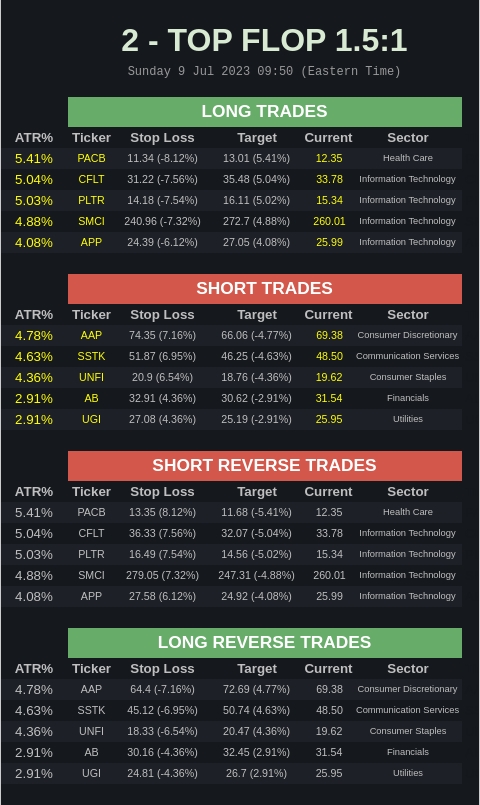 2 - TOP FLOP 1.5:1
Sunday 9 Jul 2023 09:50 (Eastern Time)
LONG TRADES
ATR% Ticker Stop Loss Target Current Sector
5.41% PACB 11.34 (-8.12%) 13.01 (5.41%) 12.35 Health Care
5.04% CFLT 31.22 (-7.56%) 35.48 (5.04%) 33.78 Information Technology
5.03% PLTR 14.18 (-7.54%) 16.11 (5.02%) 15.34 Information Technology
4.88% SMCI 240.96 (-7.32%) 272.7 (4.88%) 260.01 Information Technology
4.08% APP 24.39 (-6.12%) 27.05 (4.08%) 25.99 Information Technology
SHORT TRADES
ATR% Ticker Stop Loss Target Current Sector
4.78% AAP 74.35 (7.16%) 66.06 (-4.77%) 69.38 Consumer Discretionary
4.63% SSTK 51.87 (6.95%) 46.25 (-4.63%) 48.50 Communication Services
4.36% UNFI 20.9 (6.54%) 18.76 (-4.36%) 19.62 Consumer Staples
2.91% AB 32.91 (4.36%) 30.62 (-2.91%) 31.54 Financials
2.91% UGI 27.08 (4.36%) 25.19 (-2.91%) 25.95 Utilities
SHORT REVERSE TRADES
ATR% Ticker Stop Loss Target Current Sector
5.41% PACB 13.35 (8.12%) 11.68 (-5.41%) 12.35 Health Care
5.04% CFLT 36.33 (7.56%) 32.07 (-5.04%) 33.78 Information Technology
5.03% PLTR 16.49 (7.54%) 14.56 (-5.02%) 15.34 Information Technology
4.88% SMCI 279.05 (7.32%) 247.31 (-4.88%) 260.01 Information Technology
4.08% APP 27.58 (6.12%) 24.92 (-4.08%) 25.99 Information Technology
LONG REVERSE TRADES
ATR% Ticker Stop Loss Target Current Sector
4.78% AAP 64.4 (-7.16%) 72.69 (4.77%) 69.38 Consumer Discretionary
4.63% SSTK 45.12 (-6.95%) 50.74 (4.63%) 48.50 Communication Services
4.36% UNFI 18.33 (-6.54%) 20.47 (4.36%) 19.62 Consumer Staples
2.91% AB 30.16 (-4.36%) 32.45 (2.91%) 31.54 Financials
2.91% UGI 24.81 (-4.36%) 26.7 (2.91%) 25.95 Utilities